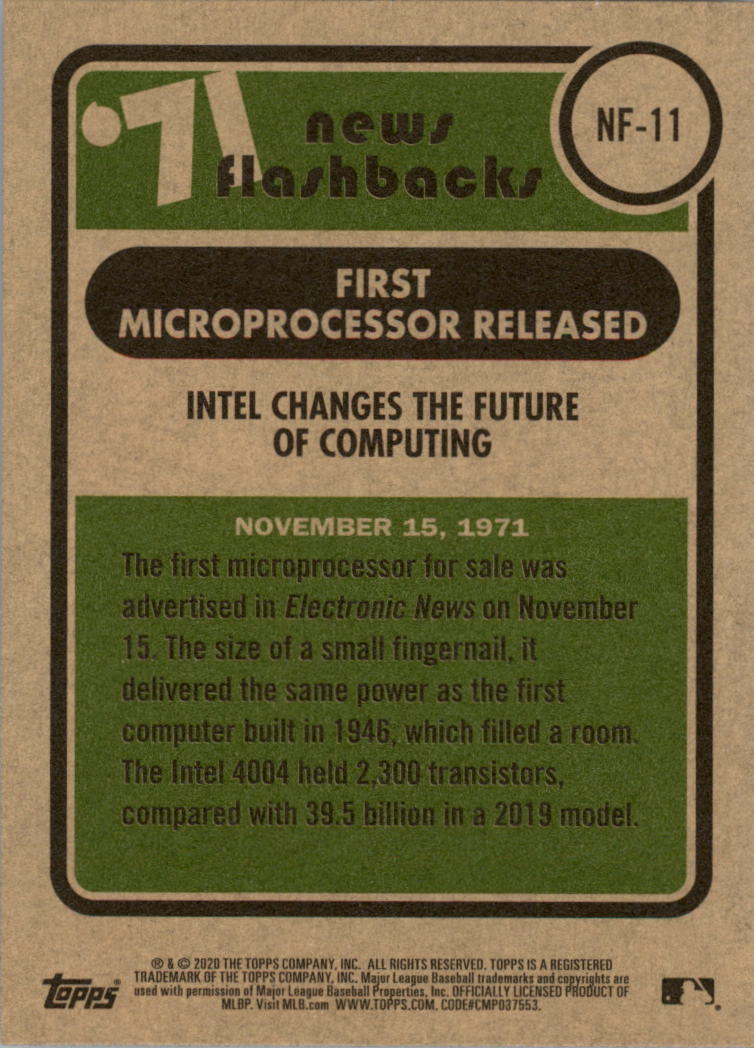 '71 news
flashbacks
NF-11
FIRST
MICROPROCESSOR RELEASED
INTEL CHANGES THE FUTURE
OF COMPUTING
NOVEMBER 15, 1971
The first microprocessor for sale was
advertised in Electronic News on November
15. The size of a small fingernail, it
delivered the same power as the first
computer built in 1946, which filled a room.
The Intel 4004 held 2,300 transistors,
compared with 39.5 billion in a 2019 model.
® & © 2020 THE TOPPS COMPANY, INC. ALL RIGHTS RESERVED. TOPPS IS A REGISTERED
TRADEMARK OF THE TOPPS COMPANY, INC. Major League Baseball trademarks and copyrights are
used with permission of Major League Baseball Properties, Inc. OFFICIALLY LICENSED PRODUCT OF
MLBP. Visit MLB.com WWW.TOPPS.COM. CODE#CMP037553.
topps®